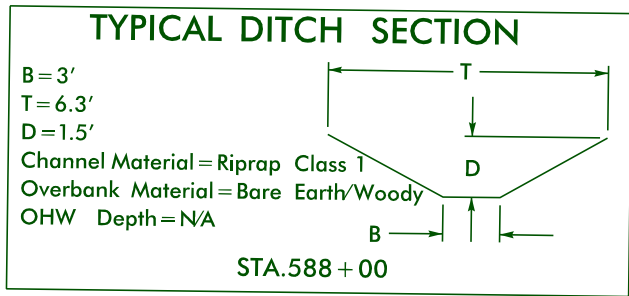 TYPICAL DITCH SECTION
B=3'
T=6.3'
D=1.5'
Channel Material=Riprap Class 1
Overbank Material=Bare Earth/Woody
OHW Depth=N/A
T
D
B
STA.588+00